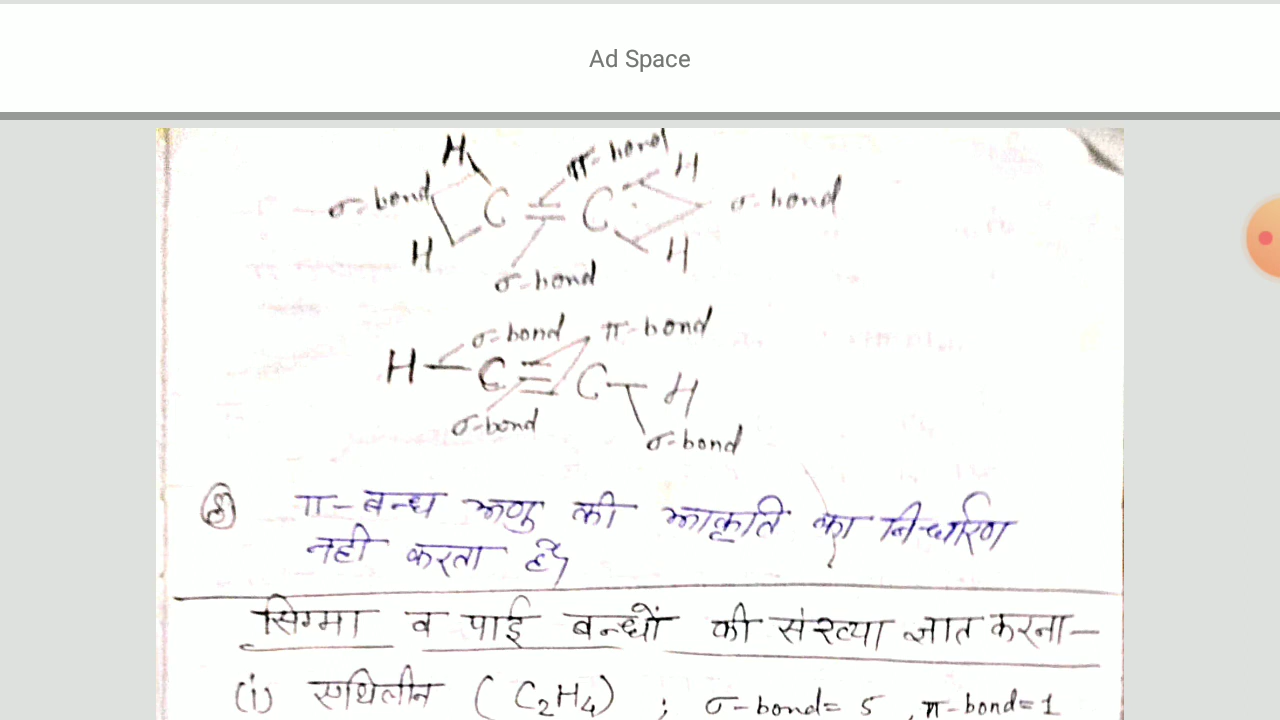 Ad Space
H π-bond H
σ-bond C = C σ-bond
H H
σ-bond
σ-bond π-bond
H - C ≡ C - H
σ-bond σ-bond
π-बन्ध अणु की आकृति का निर्धारण
नही करता है,
सिग्मा व पाई बन्धों की संख्या ज्ञात करना-
(i) एथिलीन (C₂H₄) ; σ-bond= 5 , π-bond= 1